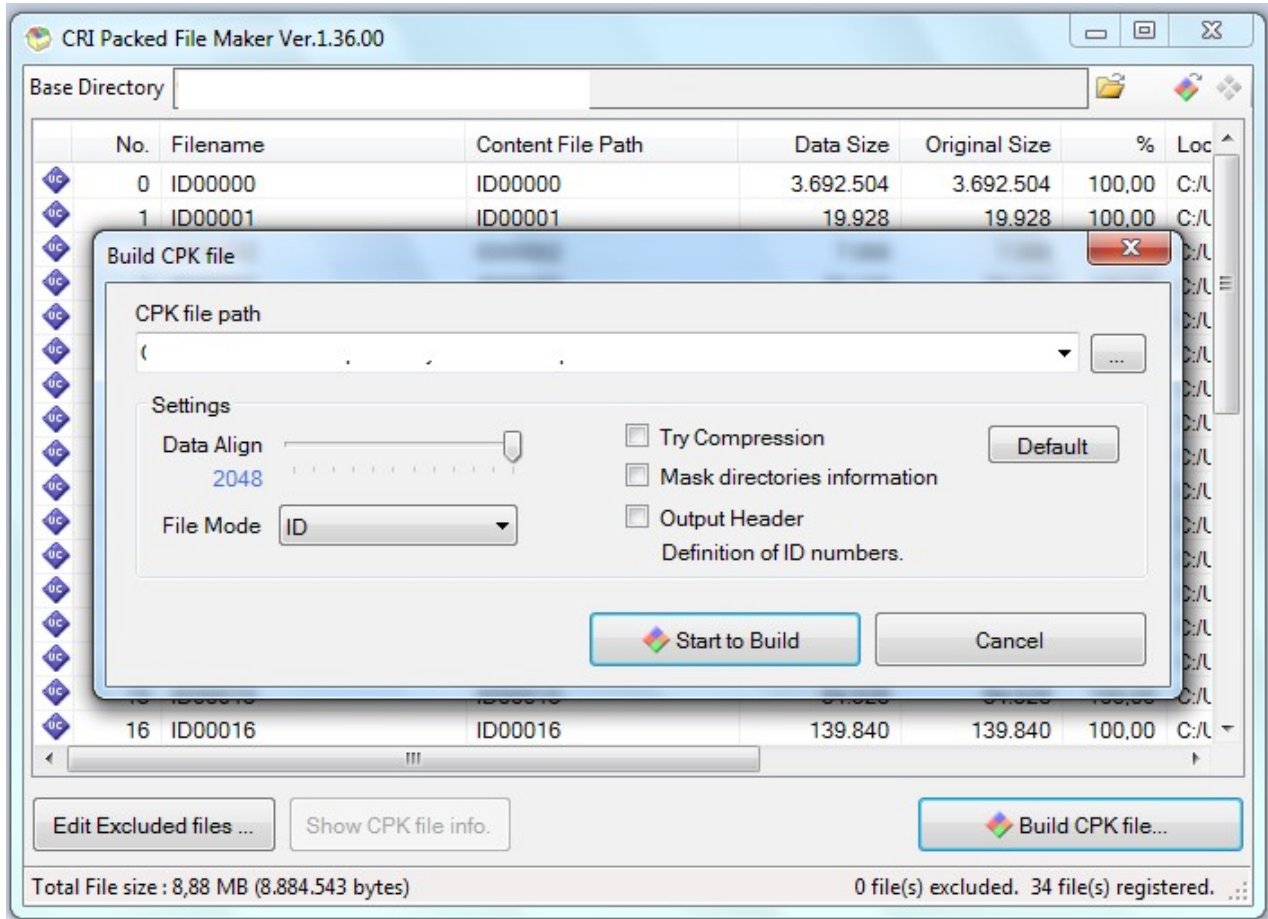 CRI Packed File Maker Ver.1.36.00
Base Directory
No. Filename Content File Path Data Size Original Size % Loc
UC 0 ID00000 ID00000 3.692.504 3.692.504 100,00 C:/U
UC 1 ID00001 ID00001 19.928 19.928 100,00 C:/U
Build CPK file
CPK file path
...
Settings
Data Align
2048
File Mode ID
Try Compression
Mask directories information
Output Header
Definition of ID numbers.
Default
Start to Build Cancel
UC 16 ID00016 ID00016 139.840 139.840 100,00 C:/U
Edit Excluded files ... Show CPK file info. Build CPK file...
Total File size : 8,88 MB (8.884.543 bytes) 0 file(s) excluded. 34 file(s) registered.